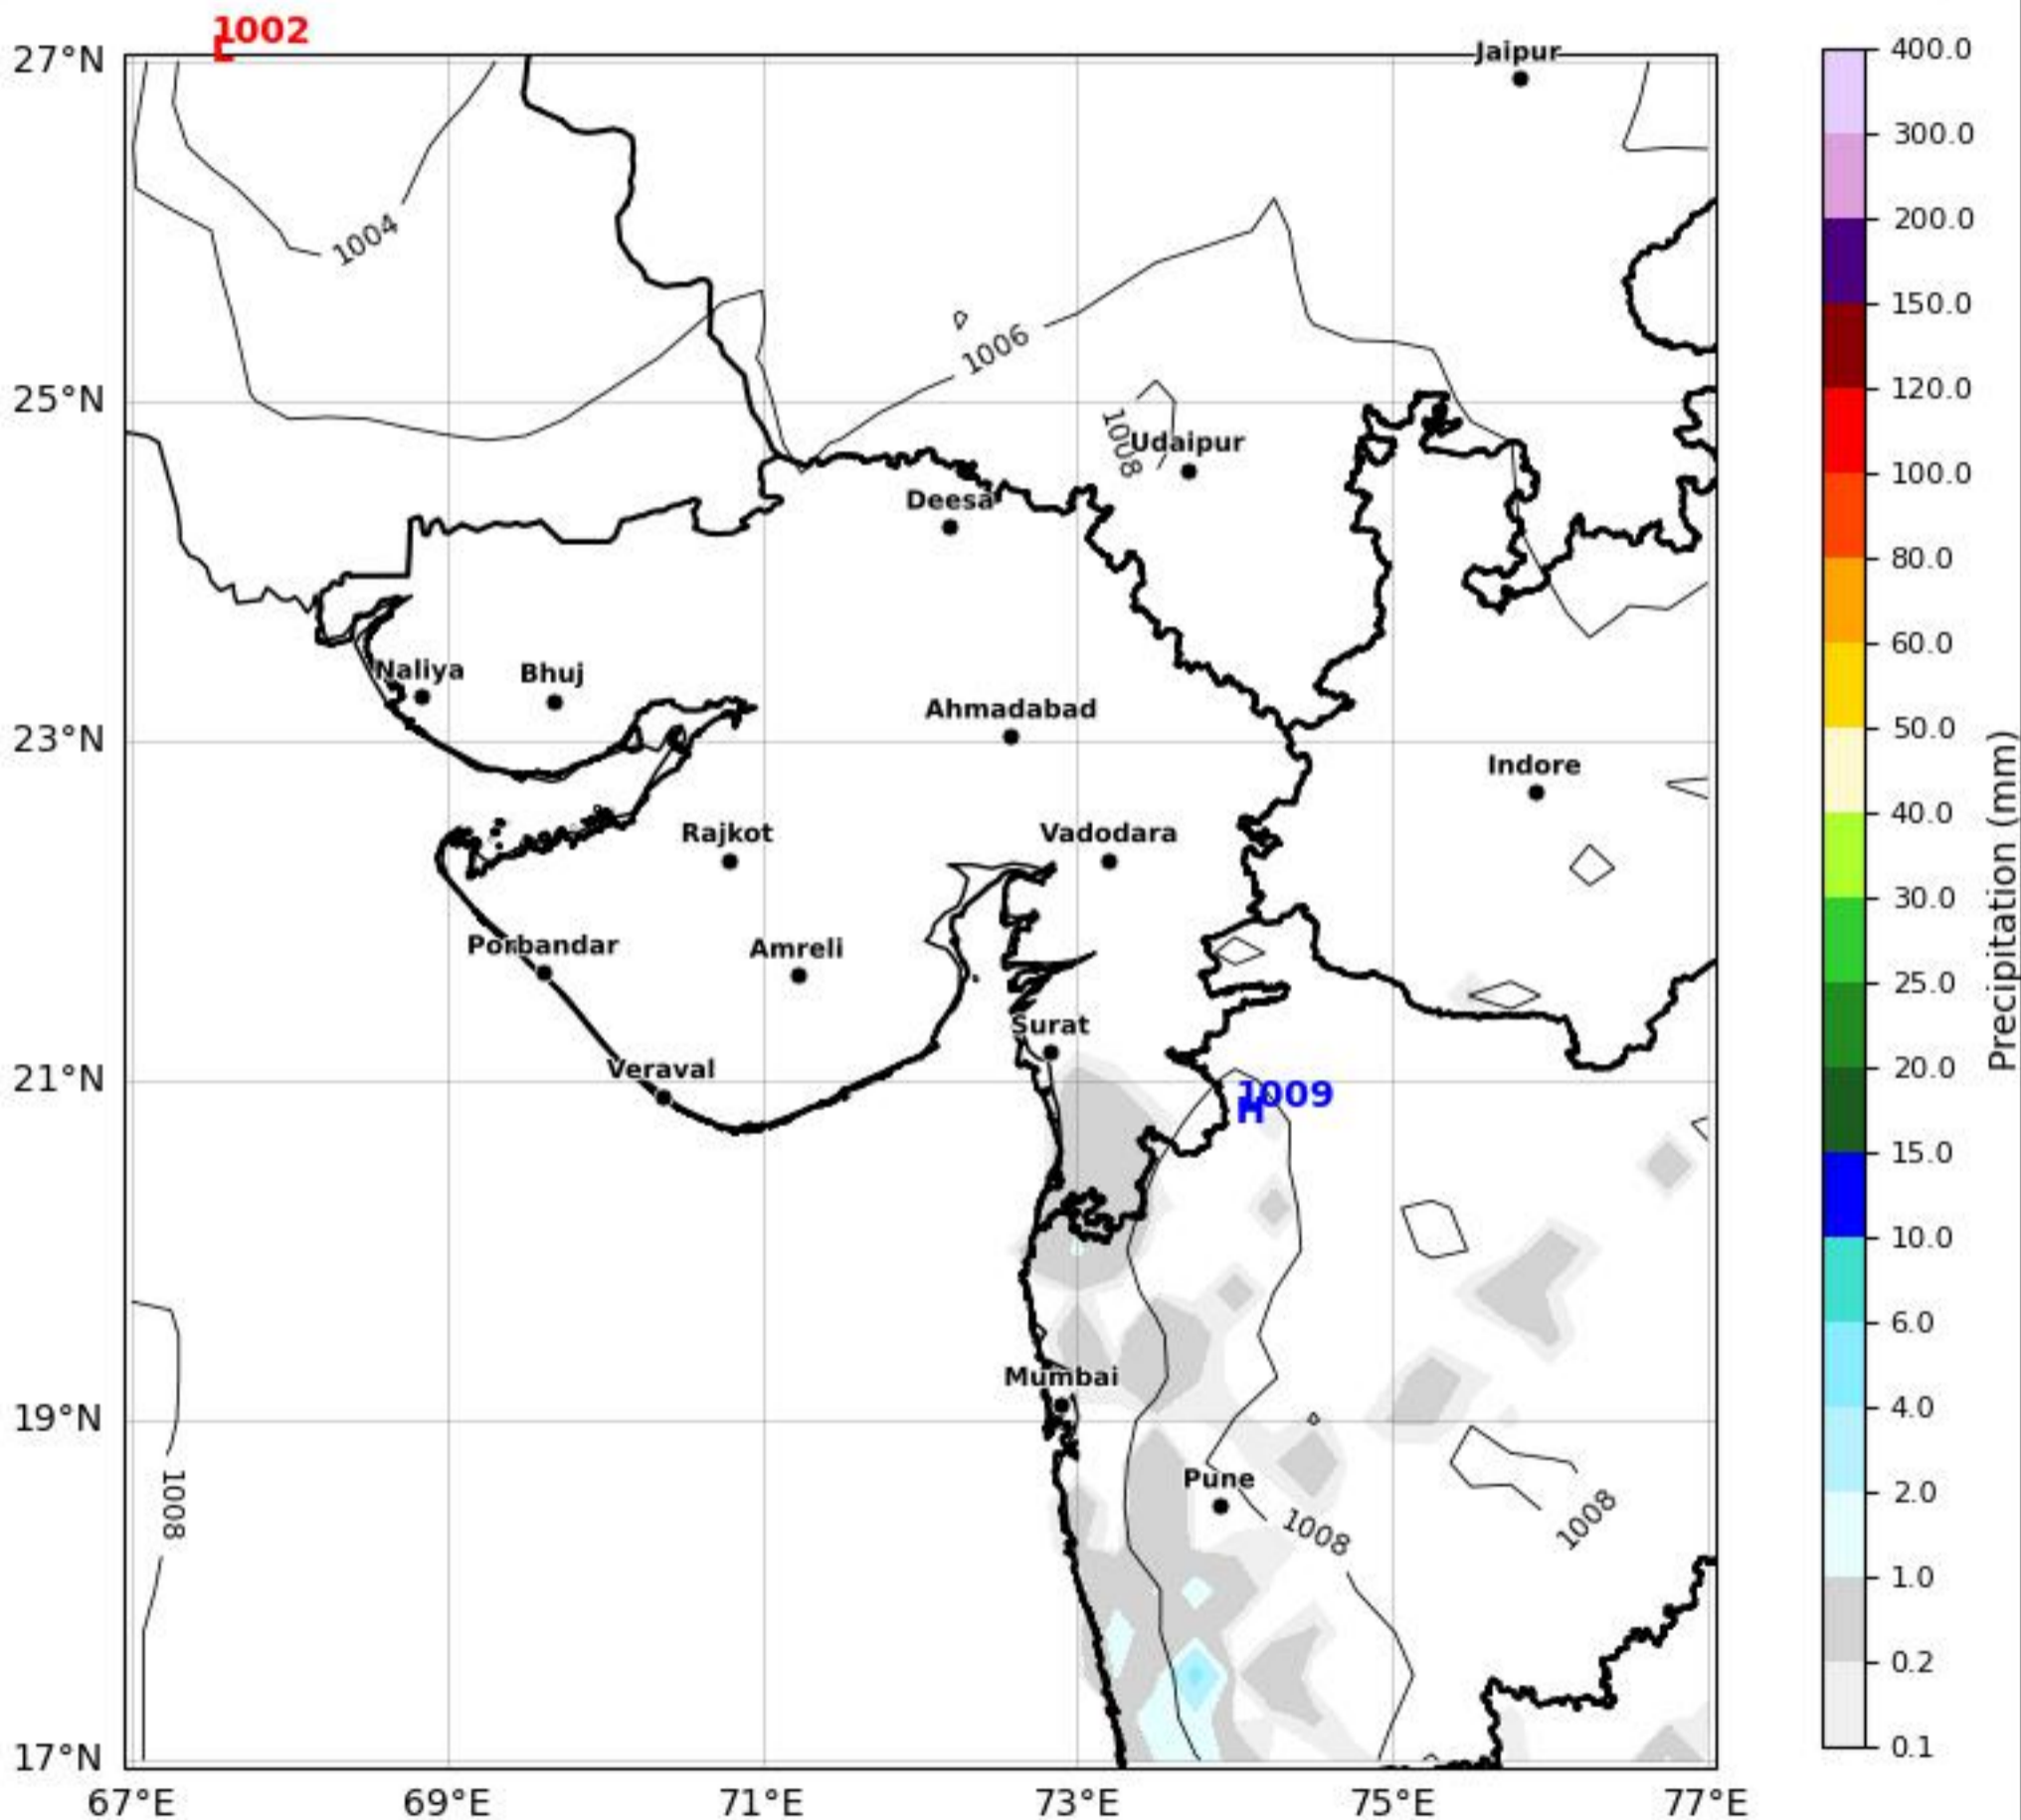 1002
L
27°N
25°N
23°N
21°N
19°N
17°N
67°E
69°E
71°E
73°E
75°E
77°E
Jaipur
1004
1006
1008
Udaipur
Deesa
Naliya
Bhuj
Ahmadabad
Indore
Rajkot
Vadodara
Porbandar
Amreli
Surat
Veraval
1009
H
Mumbai
Pune
1008
1008
1008
400.0
300.0
200.0
150.0
120.0
100.0
80.0
60.0
50.0
40.0
30.0
25.0
20.0
15.0
10.0
6.0
4.0
2.0
1.0
0.2
0.1
Precipitation (mm)